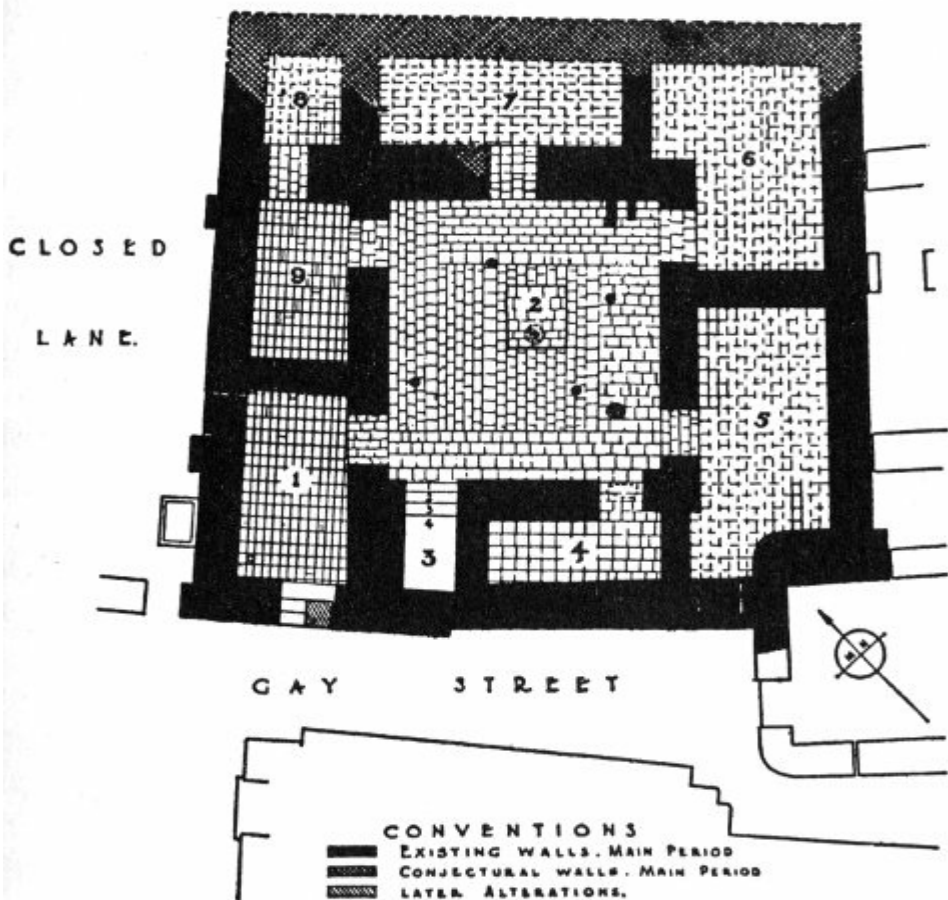 8
7
6
CLOSED
9
2
LANE.
5
1
4
3
4
GAY STREET
CONVENTIONS
EXISTING WALLS. MAIN PERIOD
CONJECTURAL WALLS. MAIN PERIOD
LATER ALTERATIONS.